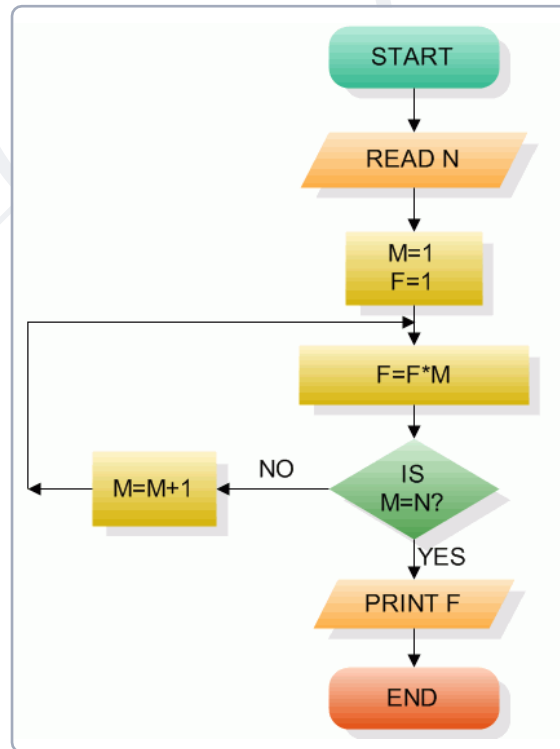 START
READ N
M=1
F=1
F=F*M
IS
M=N?
NO
M=M+1
YES
PRINT F
END